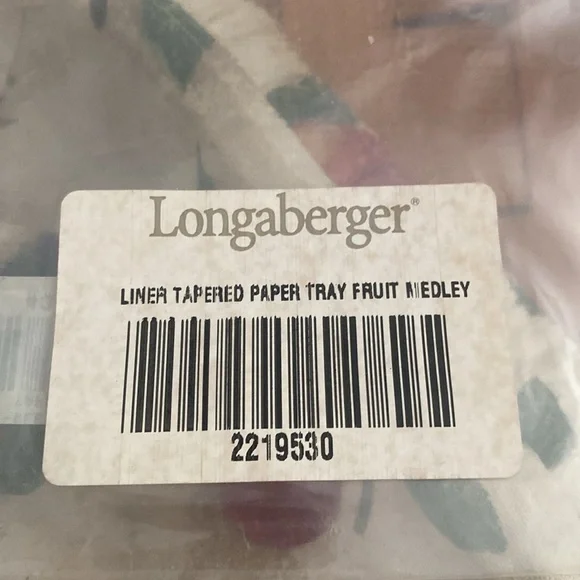 Longaberger®
LINER TAPERED PAPER TRAY FRUIT MEDLEY
2219530